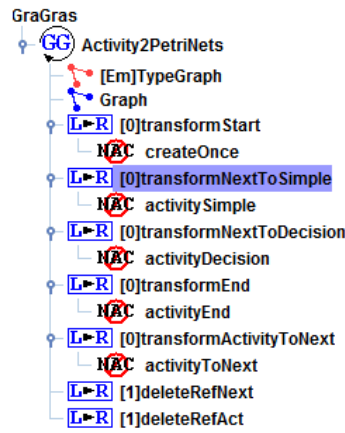 GraGras
GG Activity2PetriNets
[Em]TypeGraph
Graph
L R [0]transformStart
NAC createOnce
L R [0]transformNextToSimple
NAC activitySimple
L R [0]transformNextToDecision
NAC activityDecision
L R [0]transformEnd
NAC activityEnd
L R [0]transformActivityToNext
NAC activityToNext
L R [1]deleteRefNext
L R [1]deleteRefAct